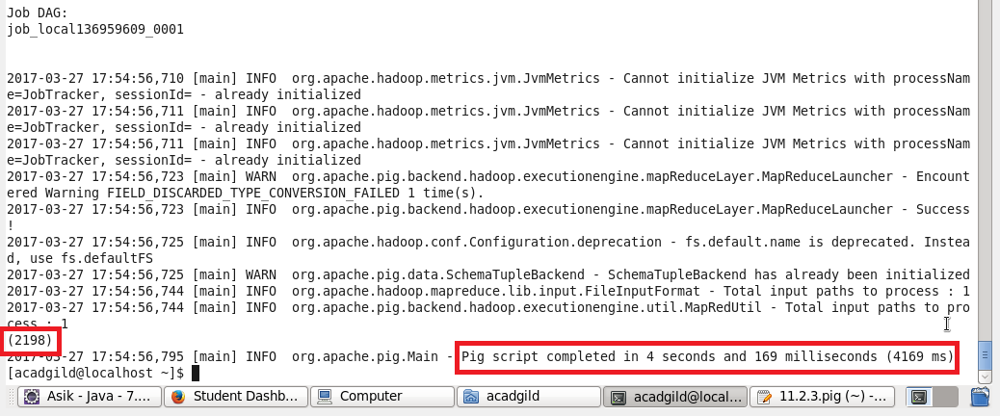 Job DAG:
job_local136959609_0001
2017-03-27 17:54:56,710 [main] INFO  org.apache.hadoop.metrics.jvm.JvmMetrics - Cannot initialize JVM Metrics with processNam
e=JobTracker, sessionId= - already initialized
2017-03-27 17:54:56,711 [main] INFO  org.apache.hadoop.metrics.jvm.JvmMetrics - Cannot initialize JVM Metrics with processNam
e=JobTracker, sessionId= - already initialized
2017-03-27 17:54:56,711 [main] INFO  org.apache.hadoop.metrics.jvm.JvmMetrics - Cannot initialize JVM Metrics with processNam
e=JobTracker, sessionId= - already initialized
2017-03-27 17:54:56,723 [main] WARN  org.apache.pig.backend.hadoop.executionengine.mapReduceLayer.MapReduceLauncher - Encount
ered Warning FIELD_DISCARDED_TYPE_CONVERSION_FAILED 1 time(s).
2017-03-27 17:54:56,723 [main] INFO  org.apache.pig.backend.hadoop.executionengine.mapReduceLayer.MapReduceLauncher - Success
!
2017-03-27 17:54:56,725 [main] INFO  org.apache.hadoop.conf.Configuration.deprecation - fs.default.name is deprecated. Instea
d, use fs.defaultFS
2017-03-27 17:54:56,725 [main] WARN  org.apache.pig.data.SchemaTupleBackend - SchemaTupleBackend has already been initialized
2017-03-27 17:54:56,744 [main] INFO  org.apache.hadoop.mapreduce.lib.input.FileInputFormat - Total input paths to process : 1
2017-03-27 17:54:56,744 [main] INFO  org.apache.pig.backend.hadoop.executionengine.util.MapRedUtil - Total input paths to pro
cess : 1
(2198)
2017-03-27 17:54:56,795 [main] INFO  org.apache.pig.Main - Pig script completed in 4 seconds and 169 milliseconds (4169 ms)
[acadgild@localhost ~]$
Asik - Java - 7.... Student Dashb... Computer acadgild acadgild@local... 11.2.3.pig (~) -...